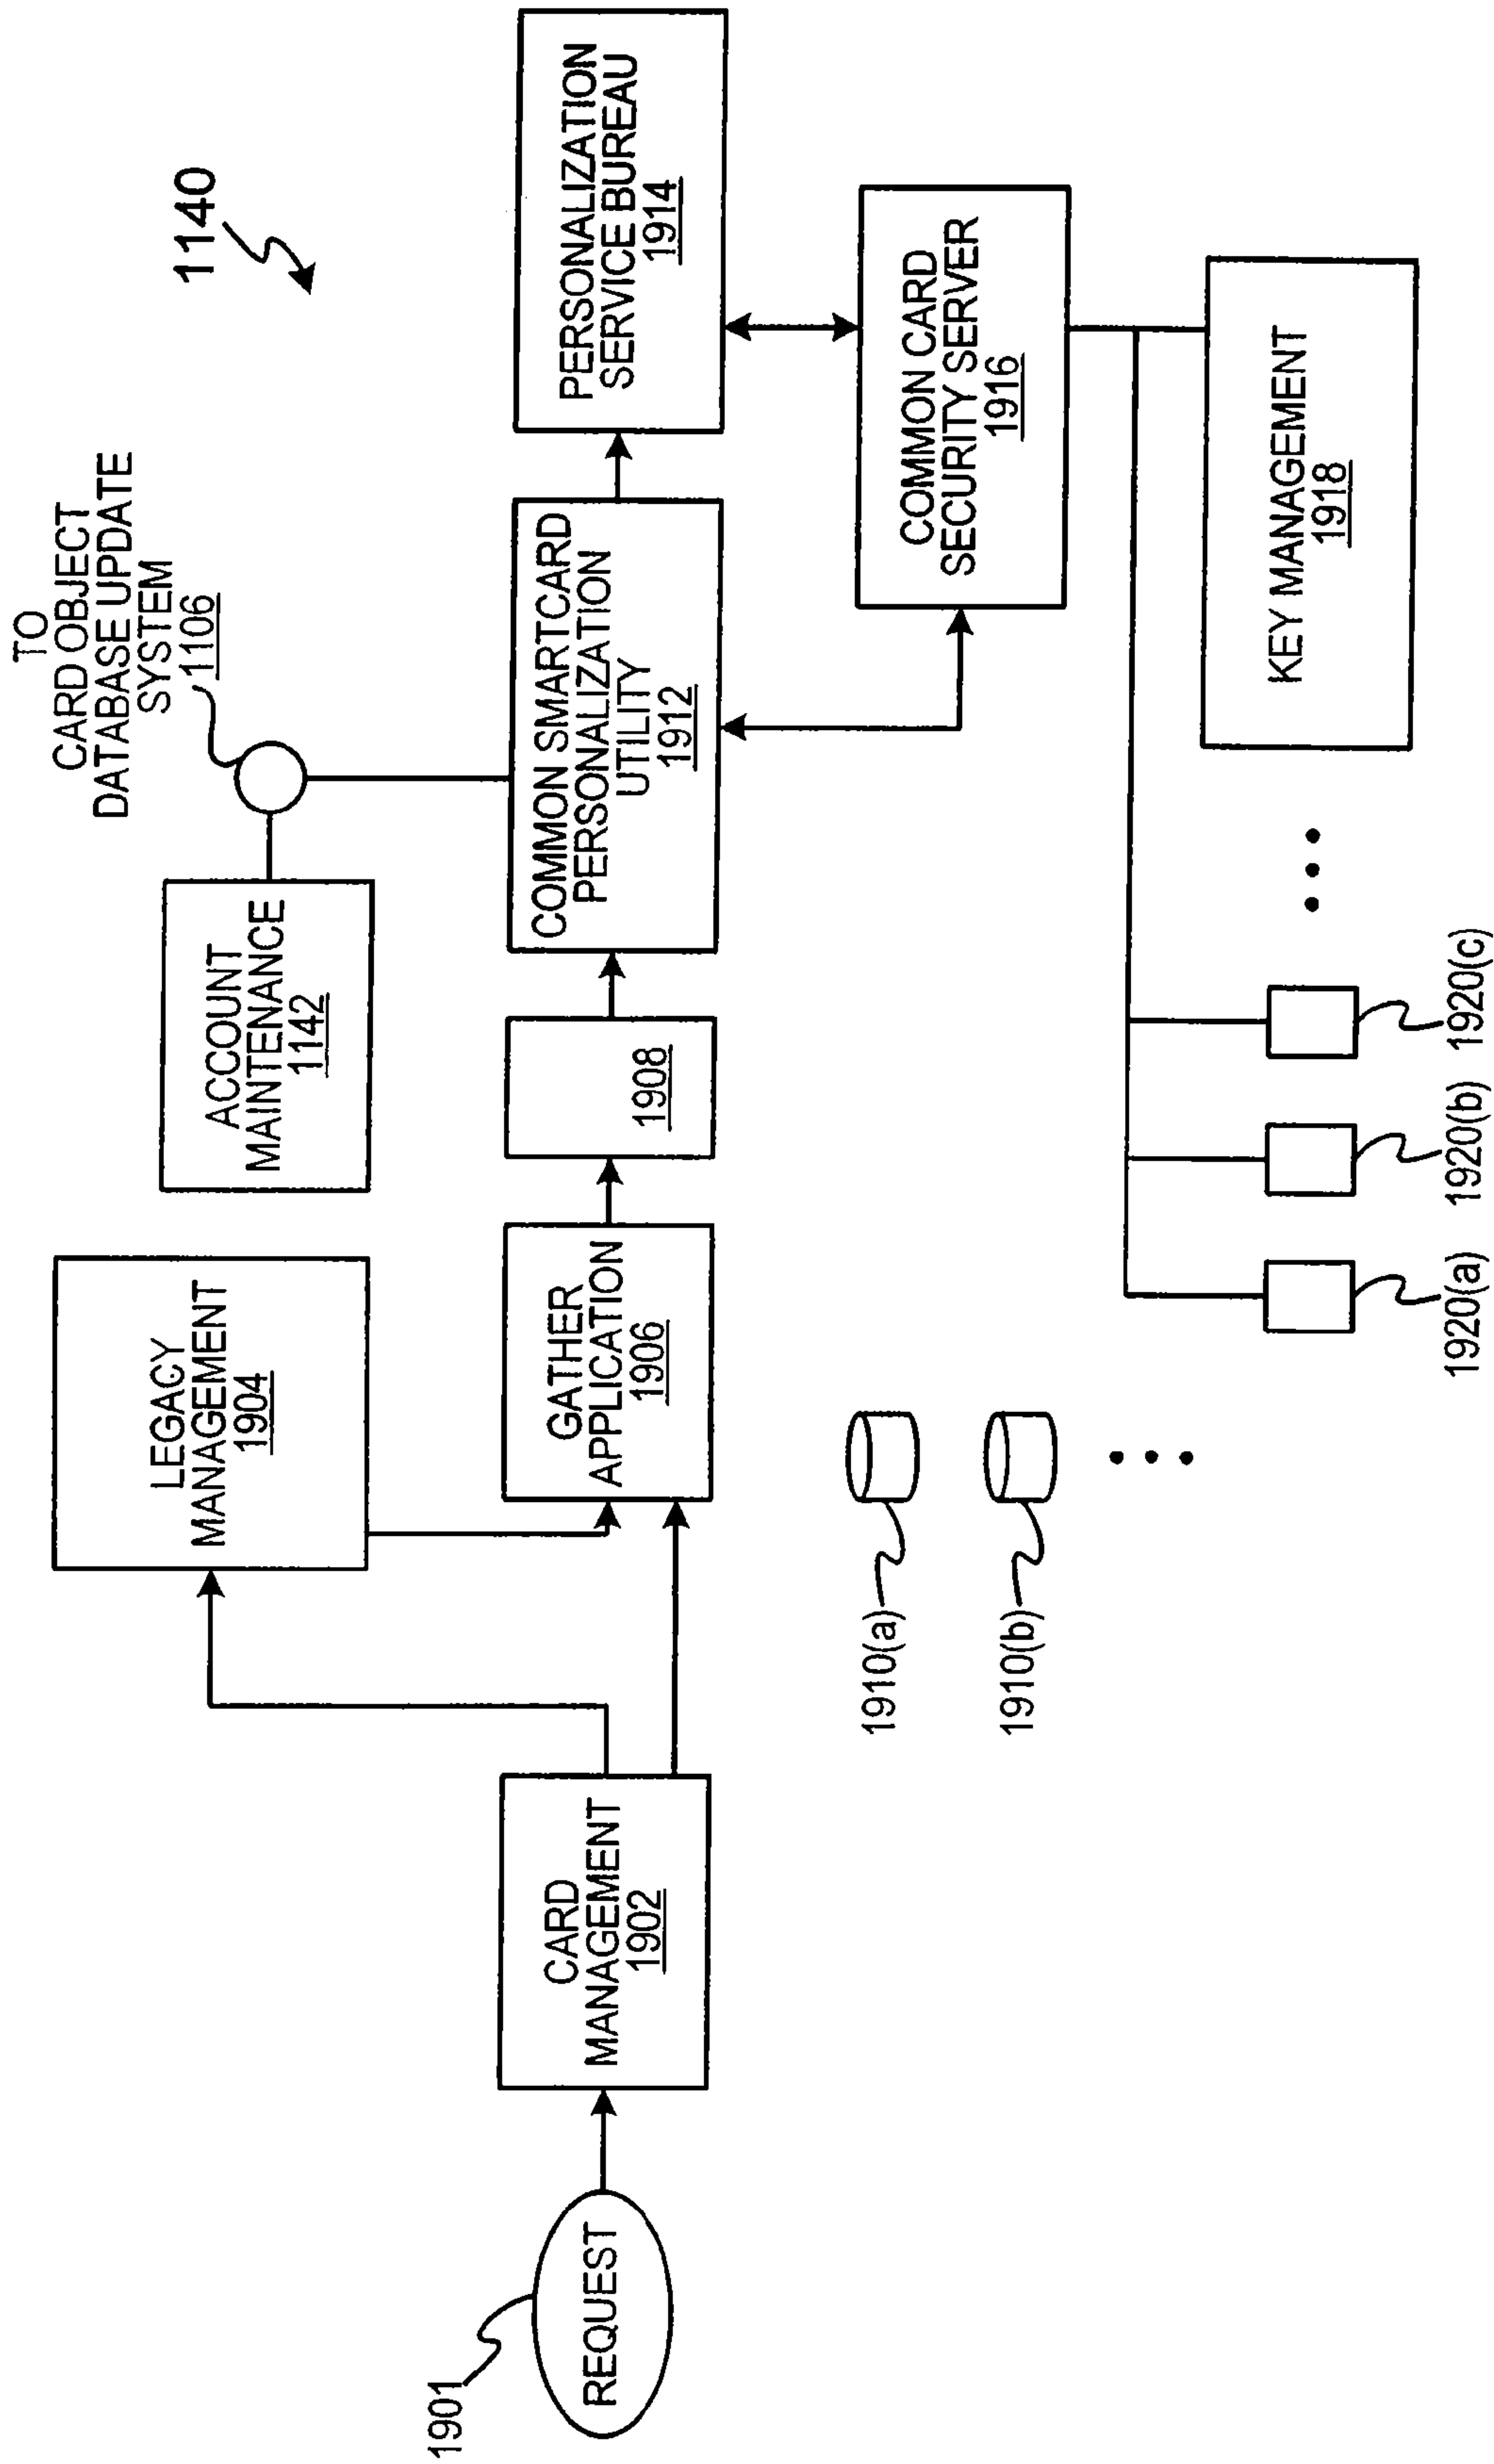 1140
TO
CARD OBJECT
DATABASE UPDATE
SYSTEM
1106
ACCOUNT
MAINTENANCE
1142
LEGACY
MANAGEMENT
1904
1901
REQUEST
CARD
MANAGEMENT
1902
GATHER
APPLICATION
1906
1908
COMMON SMARTCARD
PERSONALIZATION
UTILITY
1912
PERSONALIZATION
SERVICE BUREAU
1914
1910(a)
1910(b)
COMMON CARD
SECURITY SERVER
1916
KEY MANAGEMENT
1918
1920(a)
1920(b)
1920(c)